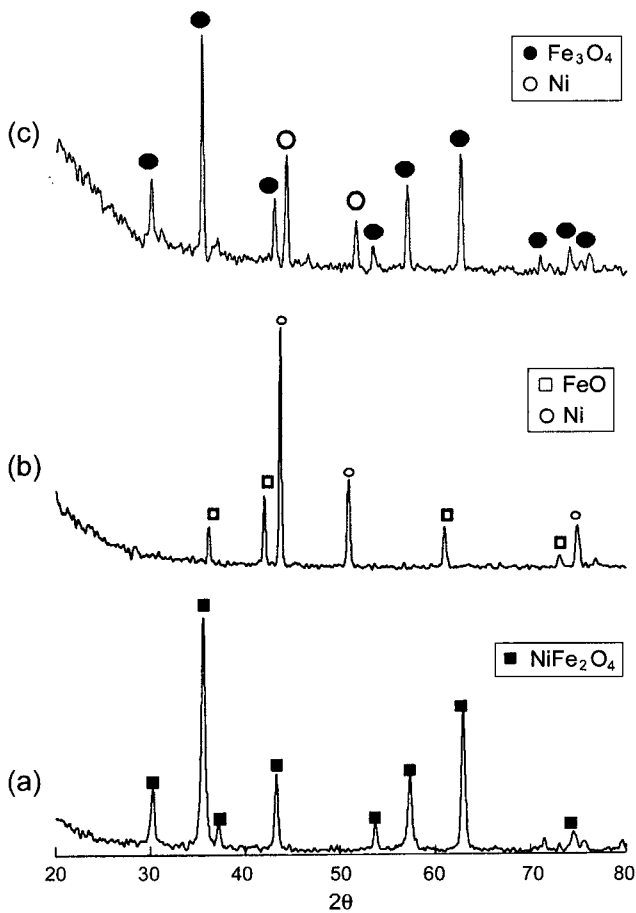 (c)
● Fe₃O₄
○ Ni
(b)
□ FeO
○ Ni
(a)
■ NiFe₂O₄
20 30 40 50 60 70 80
2θ